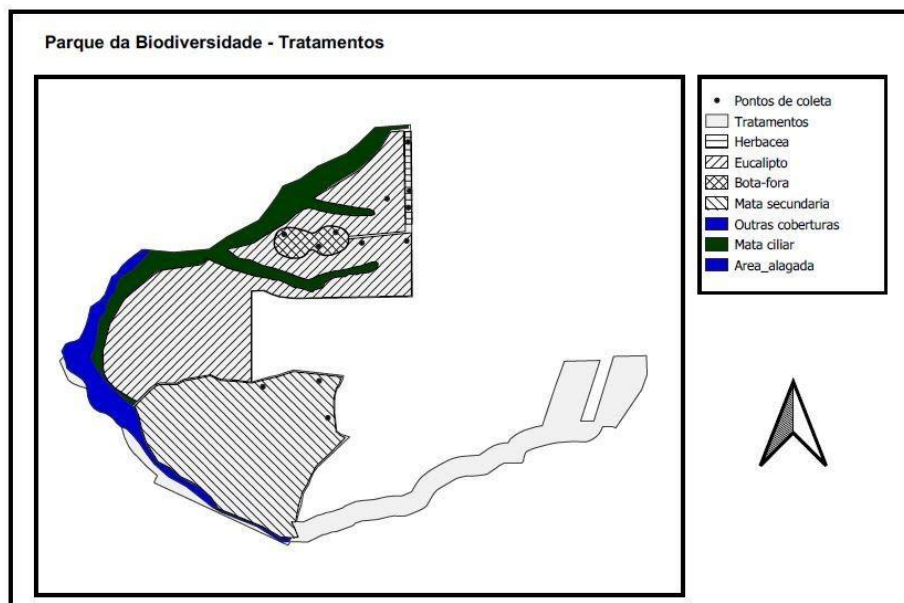 Parque da Biodiversidade - Tratamentos
Pontos de coleta
Tratamentos
Herbacea
Eucalipto
Bota-fora
Mata secundaria
Outras coberturas
Mata ciliar
Area_alagada